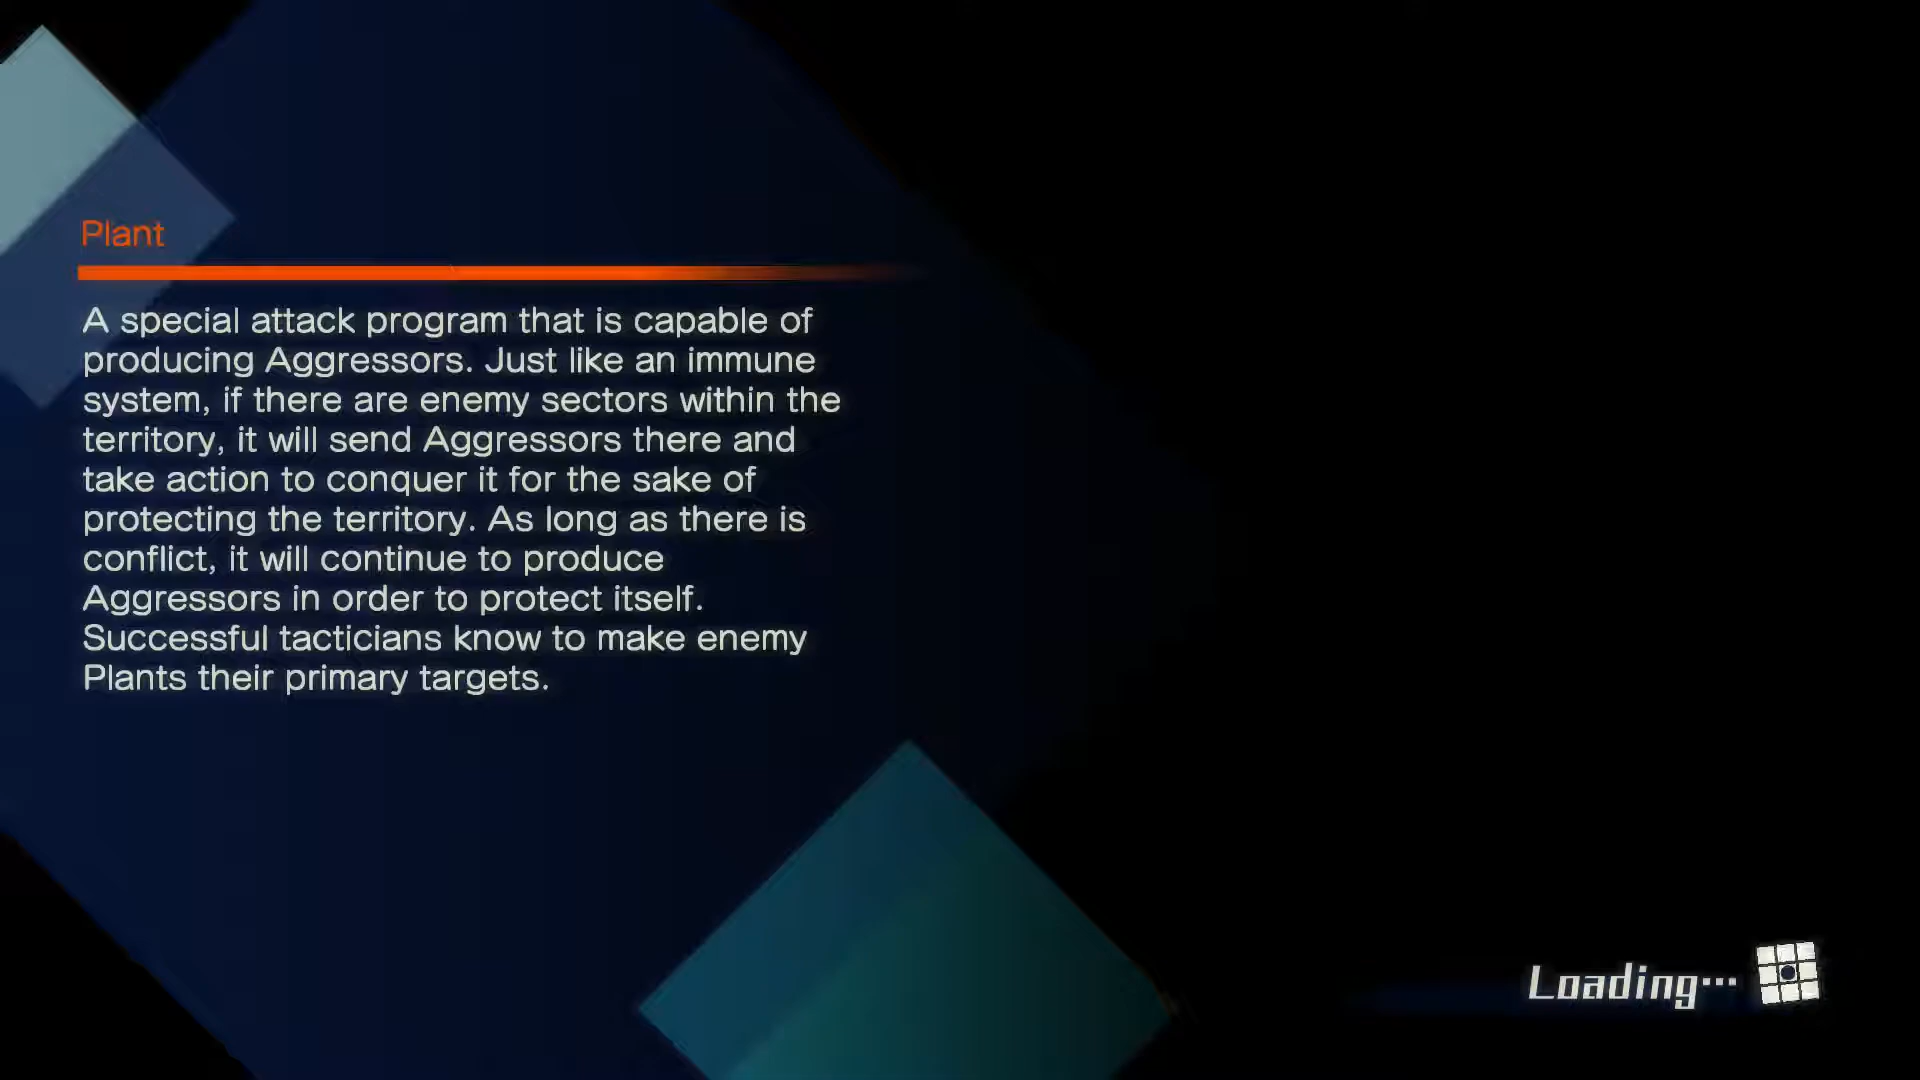 Plant
A special attack program that is capable of
producing Aggressors. Just like an immune
system, if there are enemy sectors within the
territory, it will send Aggressors there and
take action to conquer it for the sake of
protecting the territory. As long as there is
conflict, it will continue to produce
Aggressors in order to protect itself.
Successful tacticians know to make enemy
Plants their primary targets.
Loading…